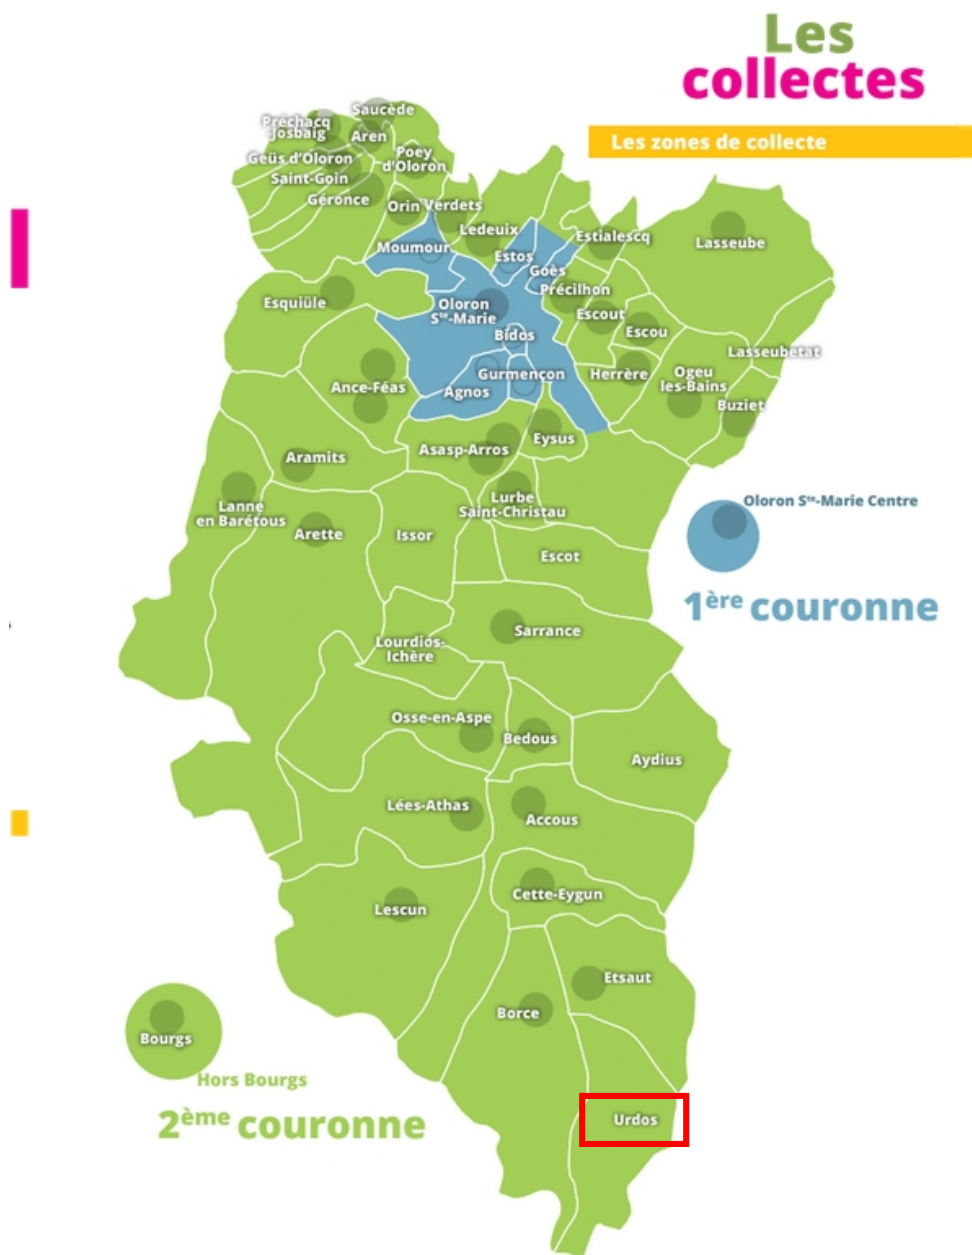 Les
collectes
Les zones de collecte
Saucède
Préchacq
Josbaig
Aren
Geüs d'Oloron
Poey
d'Oloron
Saint-Goin
Géronce
Orin
Verdets
Ledeuix
Moumour
Estos
Estialescq
Lasseube
Goès
Précilhon
Esquiüle
Oloron
Sᵗᵉ-Marie
Escout
Escou
Bidos
Lasseubetat
Gurmençon
Herrère
Ogeu
les-Bains
Ance-Féas
Agnos
Buziet
Eysus
Asasp-Arros
Aramits
Lurbe
Saint-Christau
Lanne
en Barétous
Oloron Sᵗᵉ-Marie Centre
Arette
Issor
Escot
1ère couronne
Sarrance
Lourdios-
Ichère
Osse-en-Aspe
Bedous
Aydius
Lées-Athas
Accous
Cette-Eygun
Lescun
Etsaut
Borce
Bourgs
Hors Bourgs
2ème couronne
Urdos